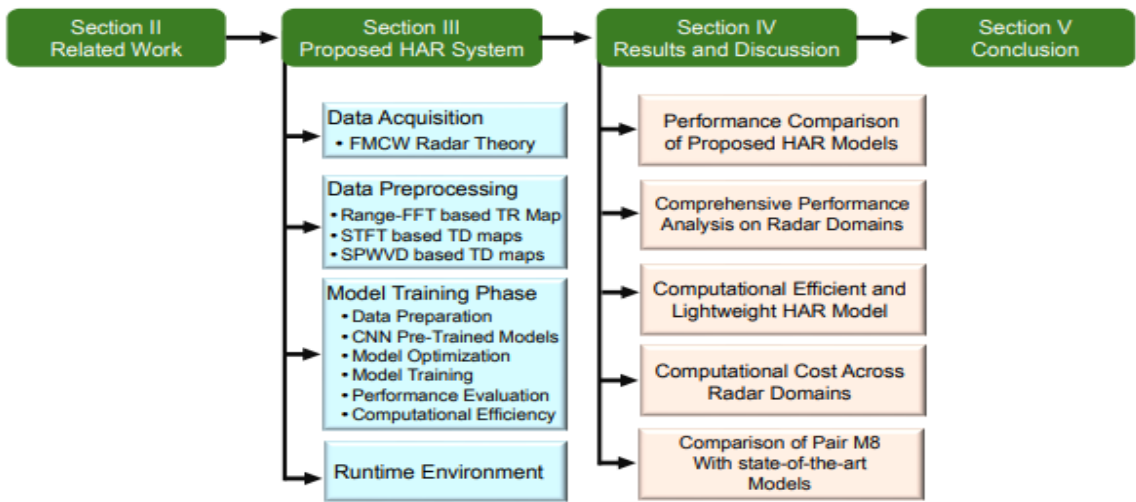 Section II
Related Work
Section III
Proposed HAR System
Section IV
Results and Discussion
Section V
Conclusion
Data Acquisition
• FMCW Radar Theory
Data Preprocessing
• Range-FFT based TR Map
• STFT based TD maps
• SPWVD based TD maps
Model Training Phase
• Data Preparation
• CNN Pre-Trained Models
• Model Optimization
• Model Training
• Performance Evaluation
• Computational Efficiency
Runtime Environment
Performance Comparison
of Proposed HAR Models
Comprehensive Performance
Analysis on Radar Domains
Computational Efficient and
Lightweight HAR Model
Computational Cost Across
Radar Domains
Comparison of Pair M8
With state-of-the-art
Models